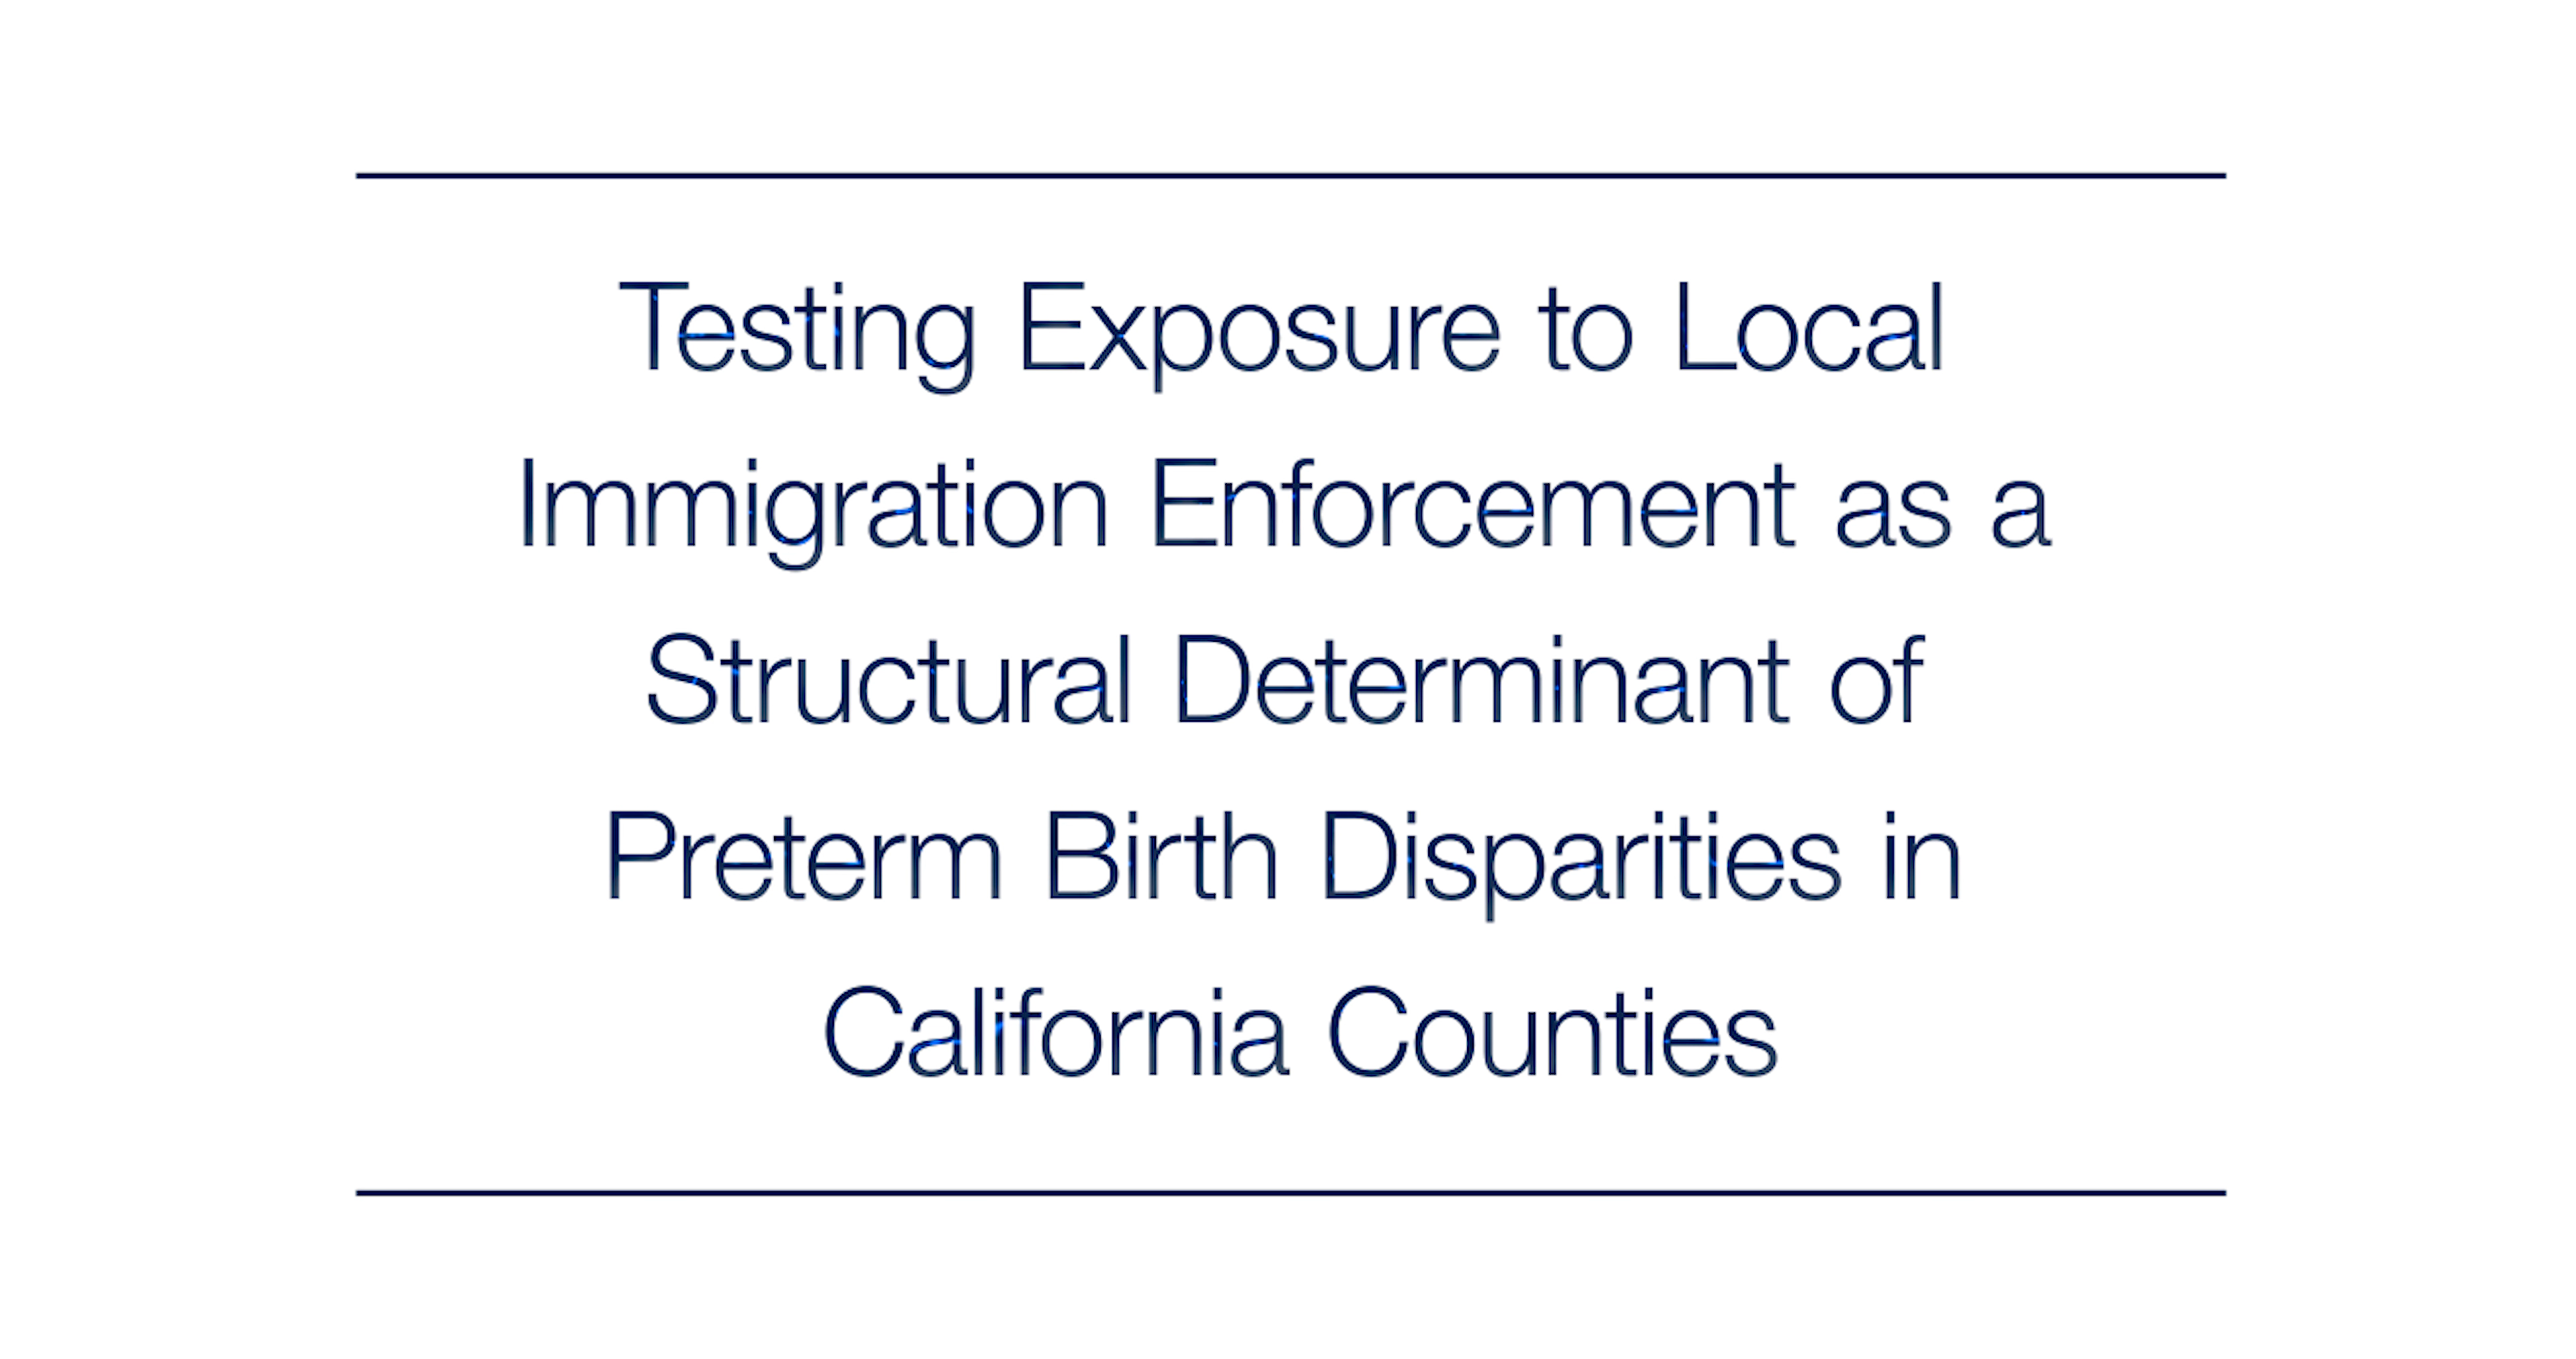 Testing Exposure to Local
Immigration Enforcement as a
Structural Determinant of
Preterm Birth Disparities in
California Counties